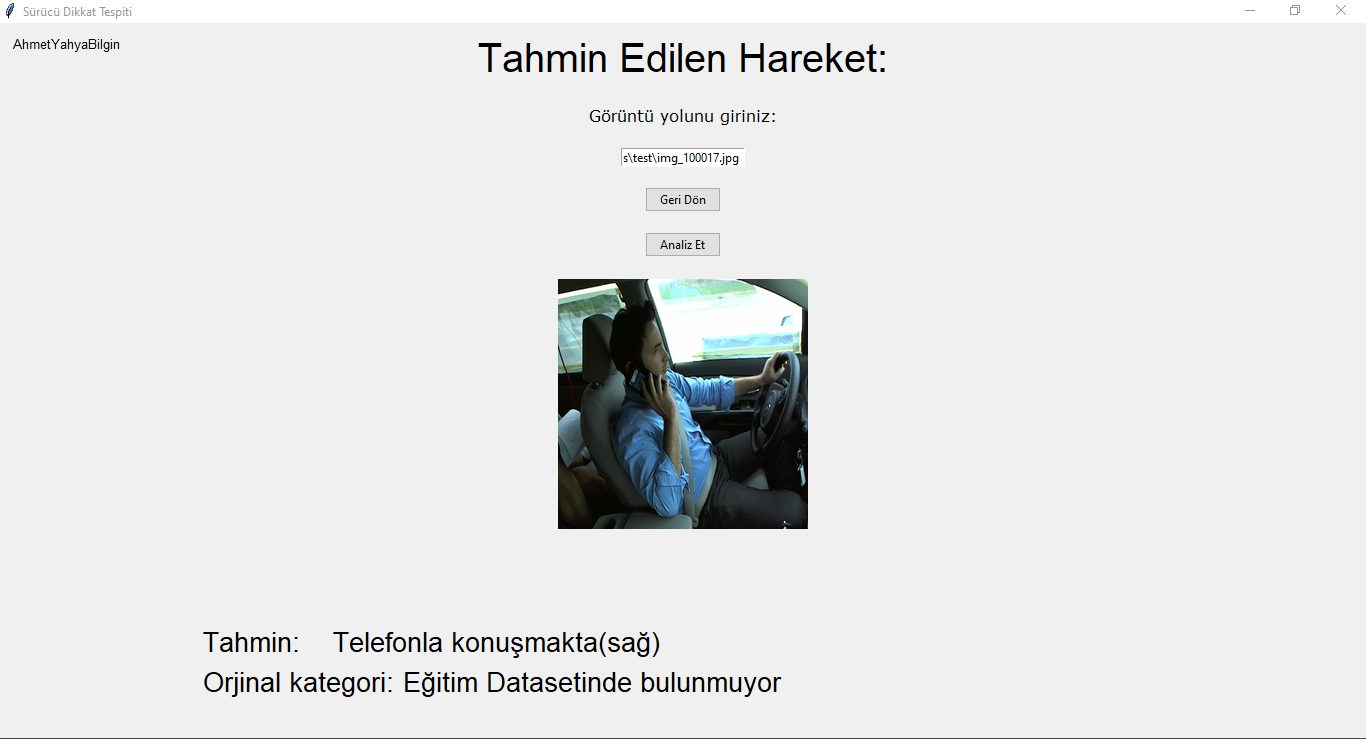 Sürücü Dikkat Tespiti
AhmetYahyaBilgin
Tahmin Edilen Hareket:
Görüntü yolunu giriniz:
s\test\img_100017.jpg
Geri Dön
Analiz Et
Tahmin: Telefonla konuşmakta(sağ)
Orjinal kategori: Eğitim Datasetinde bulunmuyor